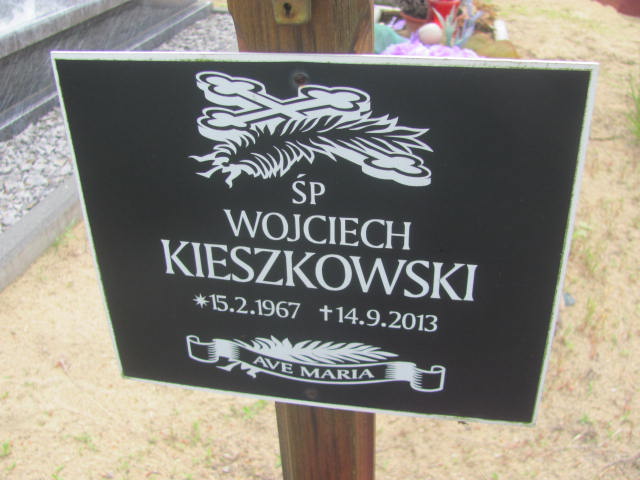 ŚP
WOJCIECH
KIESZKOWSKI
*15.2.1967 †14.9.2013
AVE MARIA